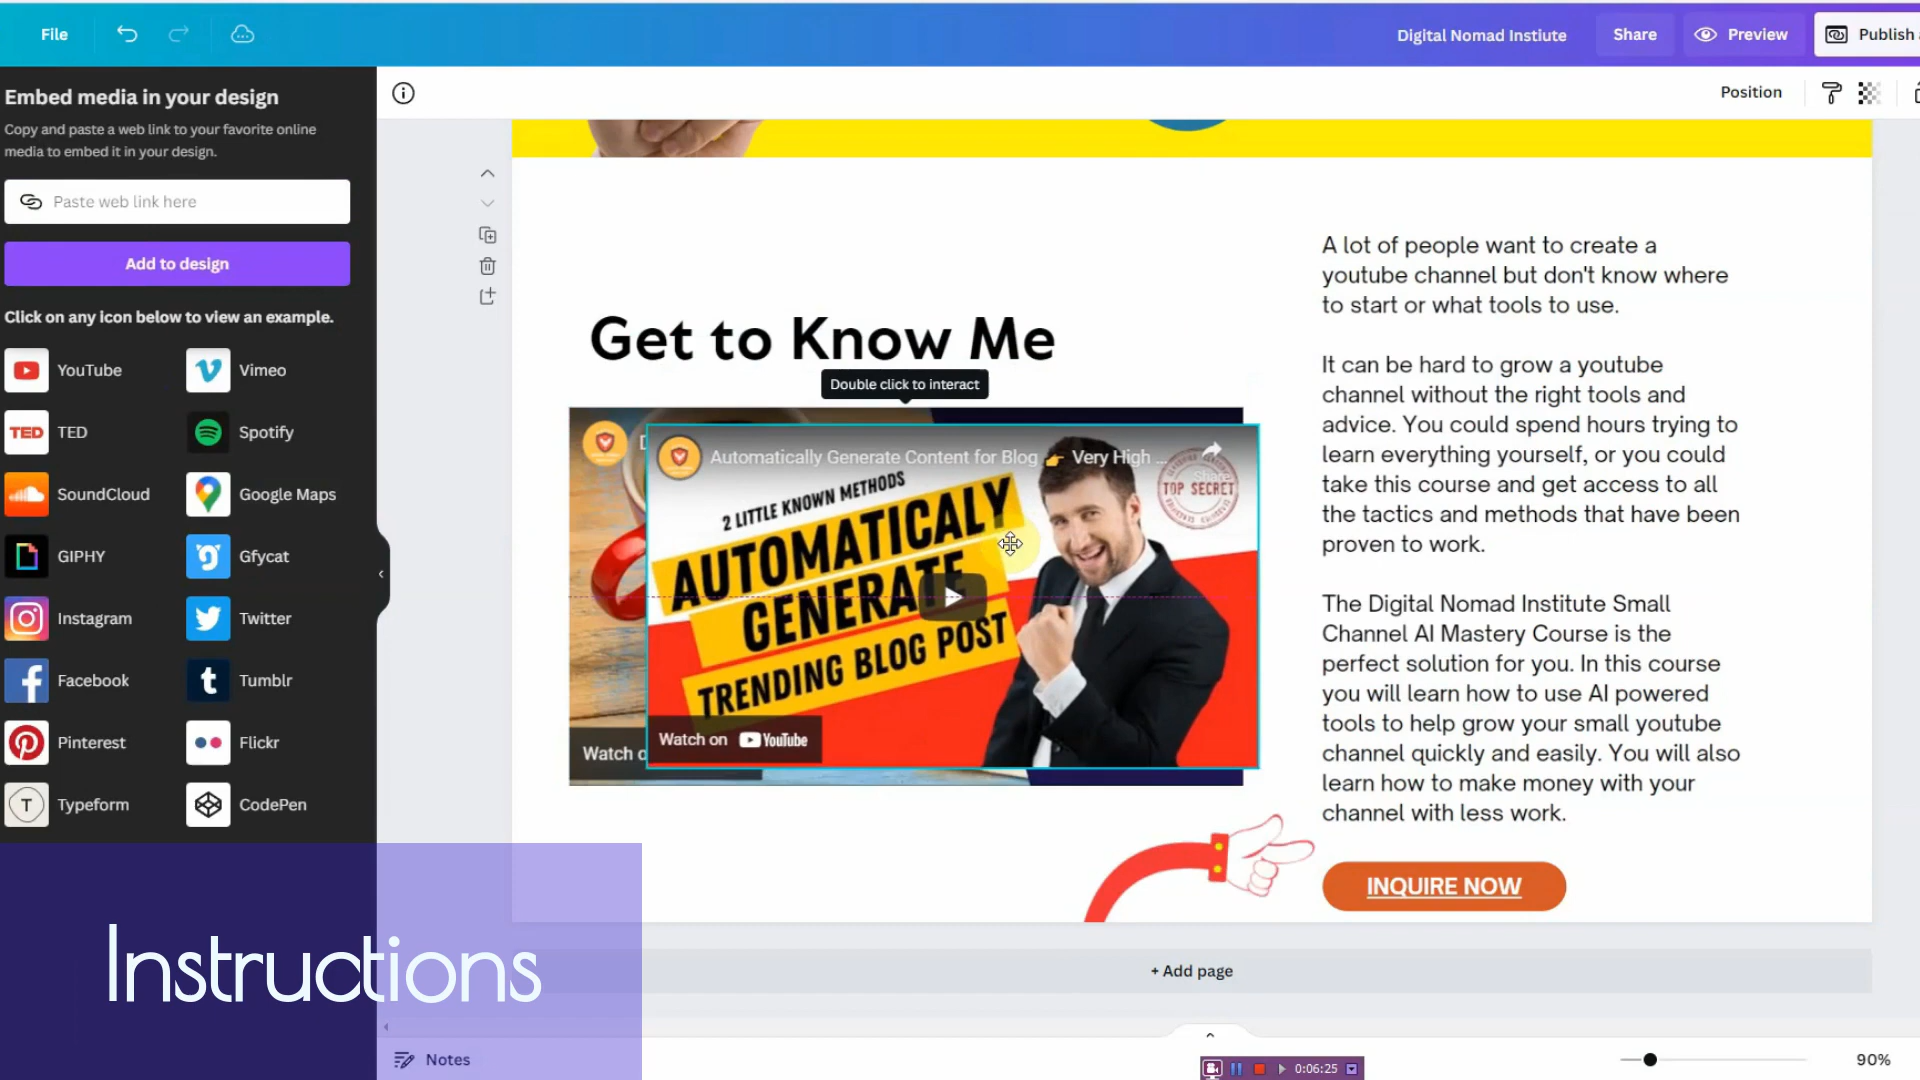 File
Digital Nomad Instiute
Share
Preview
Publish
Embed media in your design
Copy and paste a web link to your favorite online
media to embed it in your design.
Paste web link here
Add to design
Click on any icon below to view an example.
YouTube
Vimeo
TED
TED
Spotify
SoundCloud
Google Maps
GIPHY
Gfycat
Instagram
Twitter
Facebook
Tumblr
Pinterest
Flickr
T
Typeform
CodePen
Position
Get to Know Me
Double click to interact
Automatically Generate Content for Blog 👉 Very High ...
Share
TOP SECRET
2 LITTLE KNOWN METHODS
AUTOMATICALY
GENERATE
TRENDING BLOG POST
Watch on YouTube
Watch o
A lot of people want to create a
youtube channel but don't know where
to start or what tools to use.
It can be hard to grow a youtube
channel without the right tools and
advice. You could spend hours trying to
learn everything yourself, or you could
take this course and get access to all
the tactics and methods that have been
proven to work.
The Digital Nomad Institute Small
Channel AI Mastery Course is the
perfect solution for you. In this course
you will learn how to use AI powered
tools to help grow your small youtube
channel quickly and easily. You will also
learn how to make money with your
channel with less work.
INQUIRE NOW
+ Add page
Instructions
Notes
0:06:25
90%